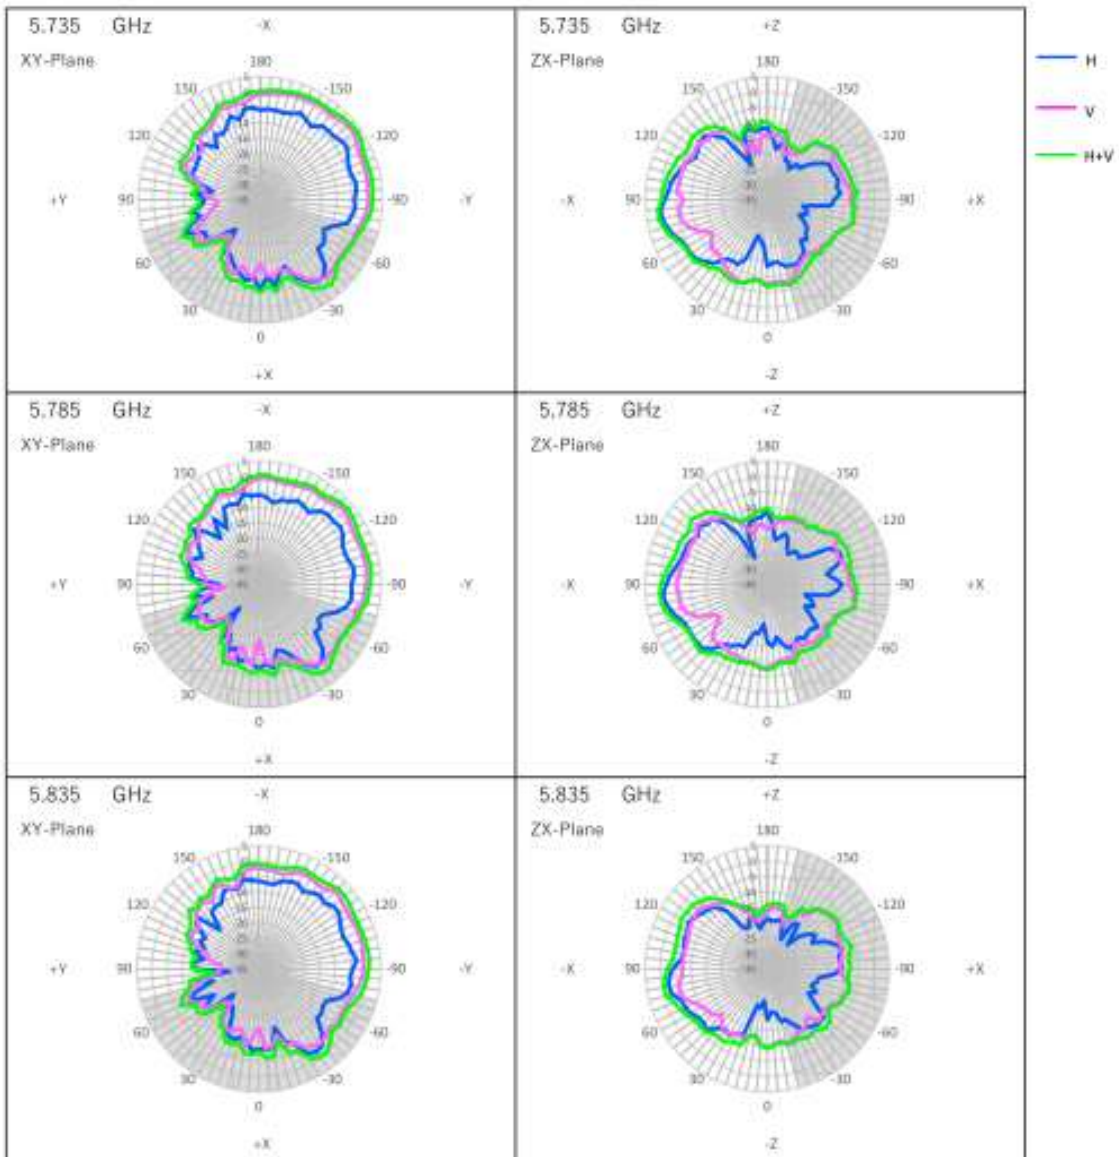 5.735 GHz -X
XY-Plane
180
150 -150
120 -120
+Y 90 -90 -Y
60 -60
30 -30
0
+X
5.735 GHz +Z
ZX-Plane
180
150 -150
120 -120
-X 90 -90 +X
60 -60
30 -30
0
-Z
H
V
H+V
5.785 GHz -X
XY-Plane
180
150 -150
120 -120
+Y 90 -90 -Y
60 -60
30 -30
0
+X
5.785 GHz +Z
ZX-Plane
180
150 -150
120 -120
-X 90 -90 +X
60 -60
30 -30
0
-Z
5.835 GHz -X
XY-Plane
180
150 -150
120 -120
+Y 90 -90 -Y
60 -60
30 -30
0
+X
5.835 GHz +Z
ZX-Plane
180
150 -150
120 -120
-X 90 -90 +X
60 -60
30 -30
0
-Z